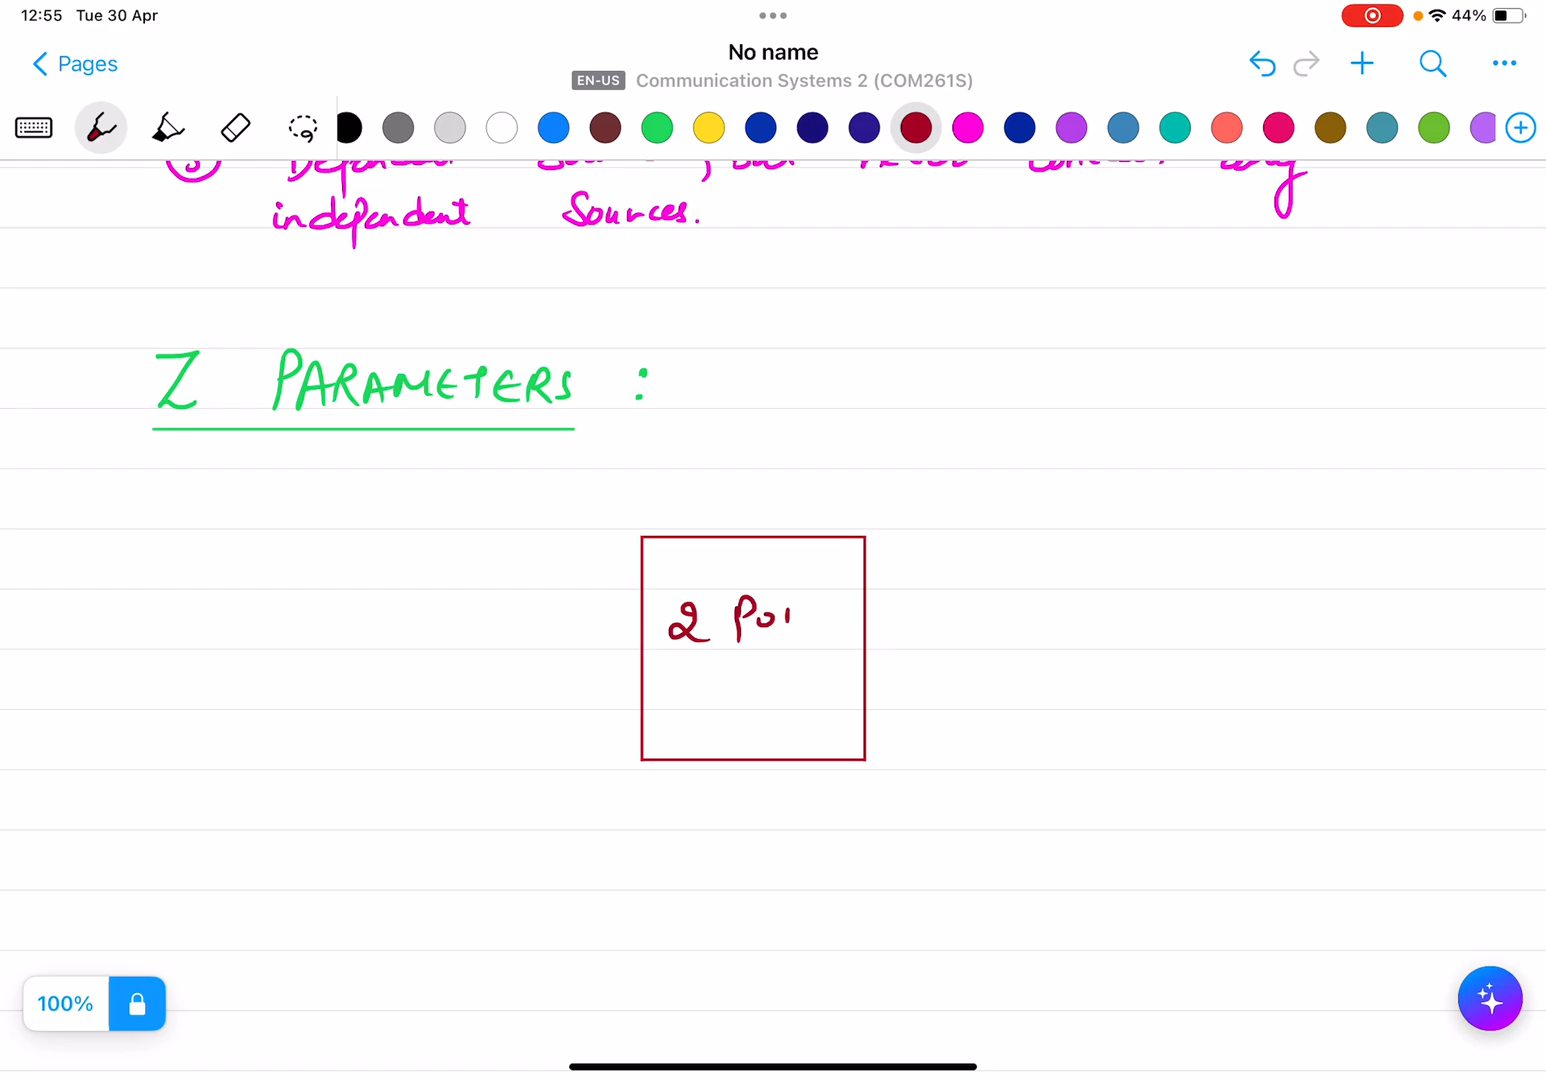 12:55 Tue 30 Apr
44%
Pages
No name
EN-US Communication Systems 2 (COM261S)
independent Sources.
Z PARAMETERS :
2 Por
100%